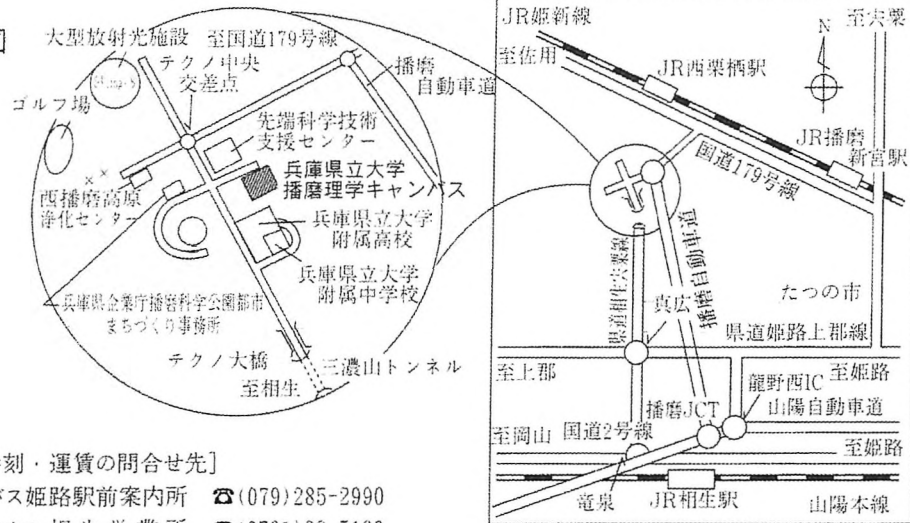 大型放射光施設
至国道179号線
テクノ中央
交差点
播磨
自動車道
ゴルフ場
先端科学技術
支援センター
兵庫県立大学
播磨理学キャンパス
西播磨高原
浄化センター
兵庫県立大学
附属高校
兵庫県立大学
附属中学校
兵庫県企業庁播磨科学公園都市
まちづくり事務所
テクノ大橋
三濃山トンネル
至相生
JR姫新線
至宍粟
至佐用
N
JR西栗栖駅
JR播磨
新宮駅
国道179号線
県道相生宍粟線
播磨自動車道
真広
たつの市
県道姫路上郡線
至上郡
至姫路
龍野西IC
播磨JCT
山陽自動車道
至岡山
国道2号線
至姫路
竜泉
JR相生駅
山陽本線
刻・運賃の問合せ先]
バス姫路駅前案内所 ☎(079)285-2990